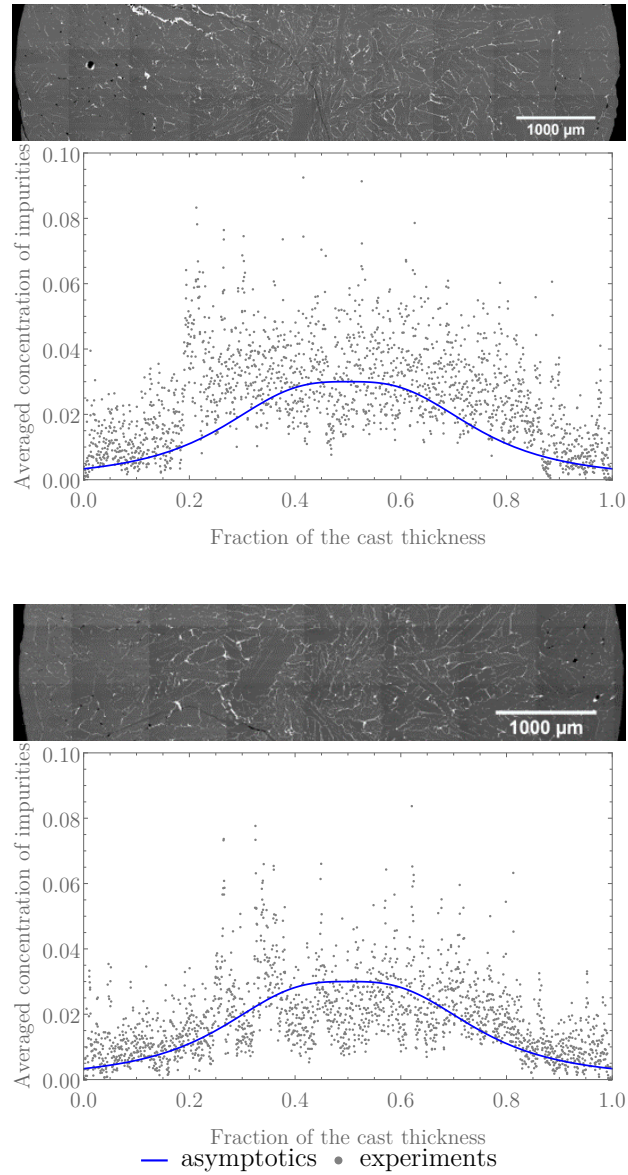 1000 µm
Averaged concentration of impurities
0.10
0.08
0.06
0.04
0.02
0.00
0.0 0.2 0.4 0.6 0.8 1.0
Fraction of the cast thickness
1000 µm
Averaged concentration of impurities
0.10
0.08
0.06
0.04
0.02
0.00
0.0 0.2 0.4 0.6 0.8 1.0
Fraction of the cast thickness
asymptotics experiments